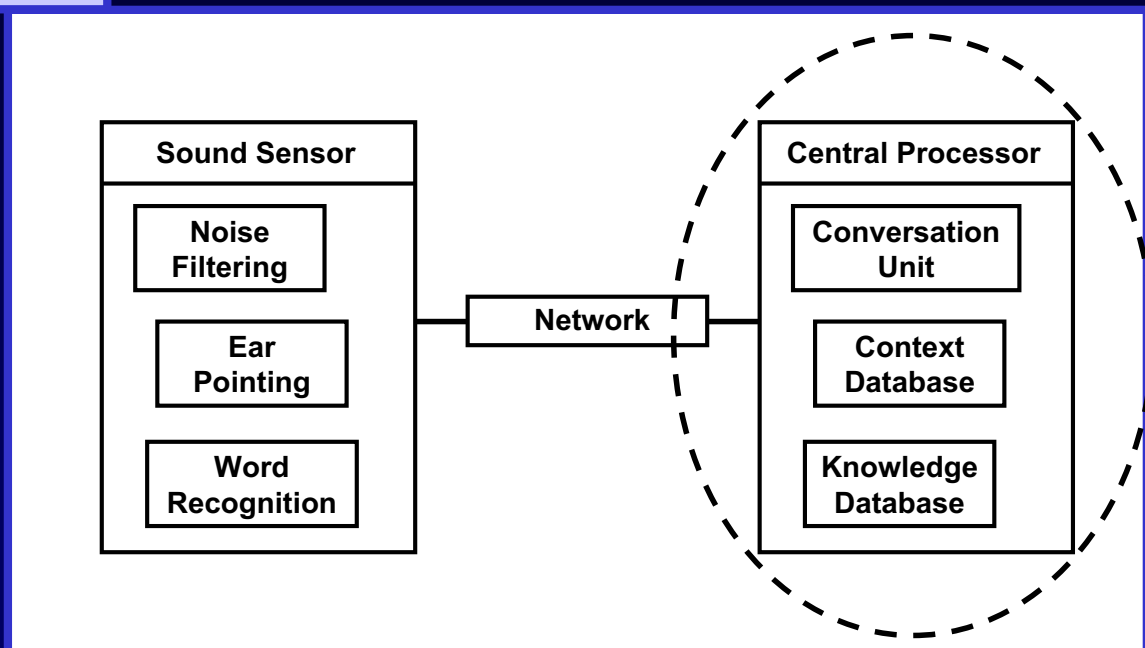 Sound Sensor
Noise
Filtering
Ear
Pointing
Word
Recognition
Network
Central Processor
Conversation
Unit
Context
Database
Knowledge
Database